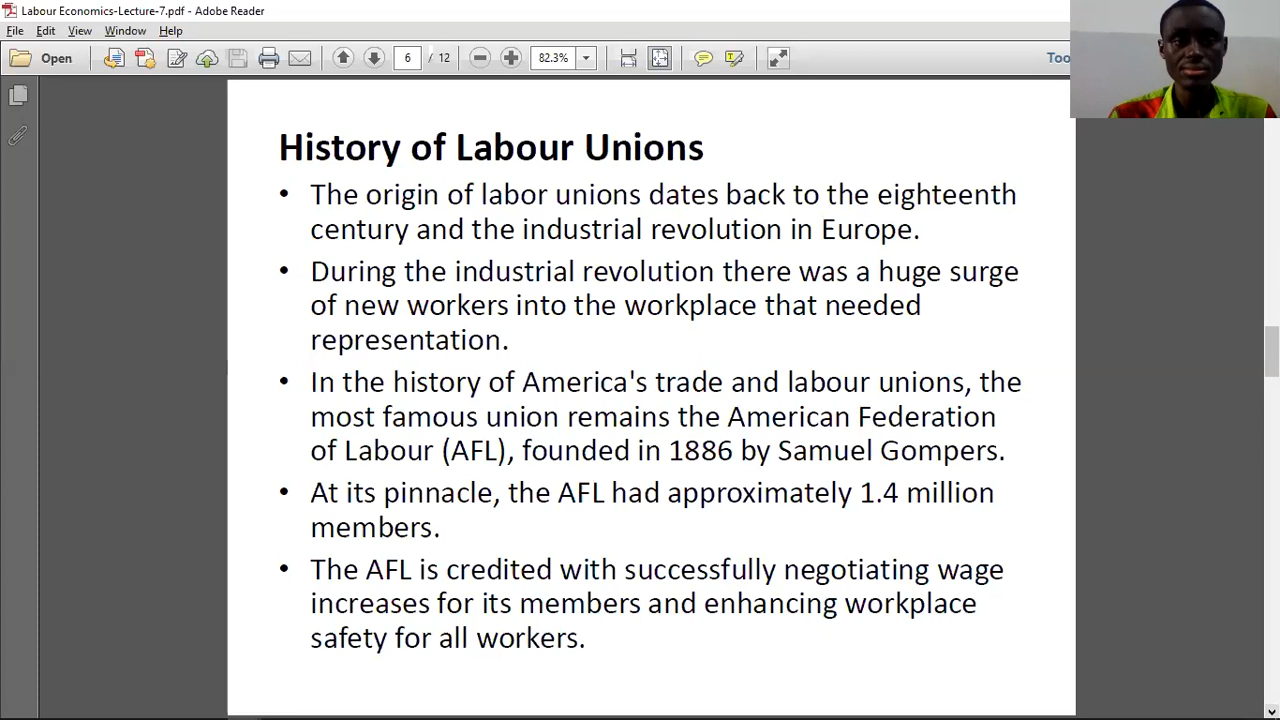 Labour Economics-Lecture-7.pdf - Adobe Reader
File Edit View Window Help
Open 6 / 12 82.3% Too
History of Labour Unions
• The origin of labor unions dates back to the eighteenth
century and the industrial revolution in Europe.
• During the industrial revolution there was a huge surge
of new workers into the workplace that needed
representation.
• In the history of America's trade and labour unions, the
most famous union remains the American Federation
of Labour (AFL), founded in 1886 by Samuel Gompers.
• At its pinnacle, the AFL had approximately 1.4 million
members.
• The AFL is credited with successfully negotiating wage
increases for its members and enhancing workplace
safety for all workers.